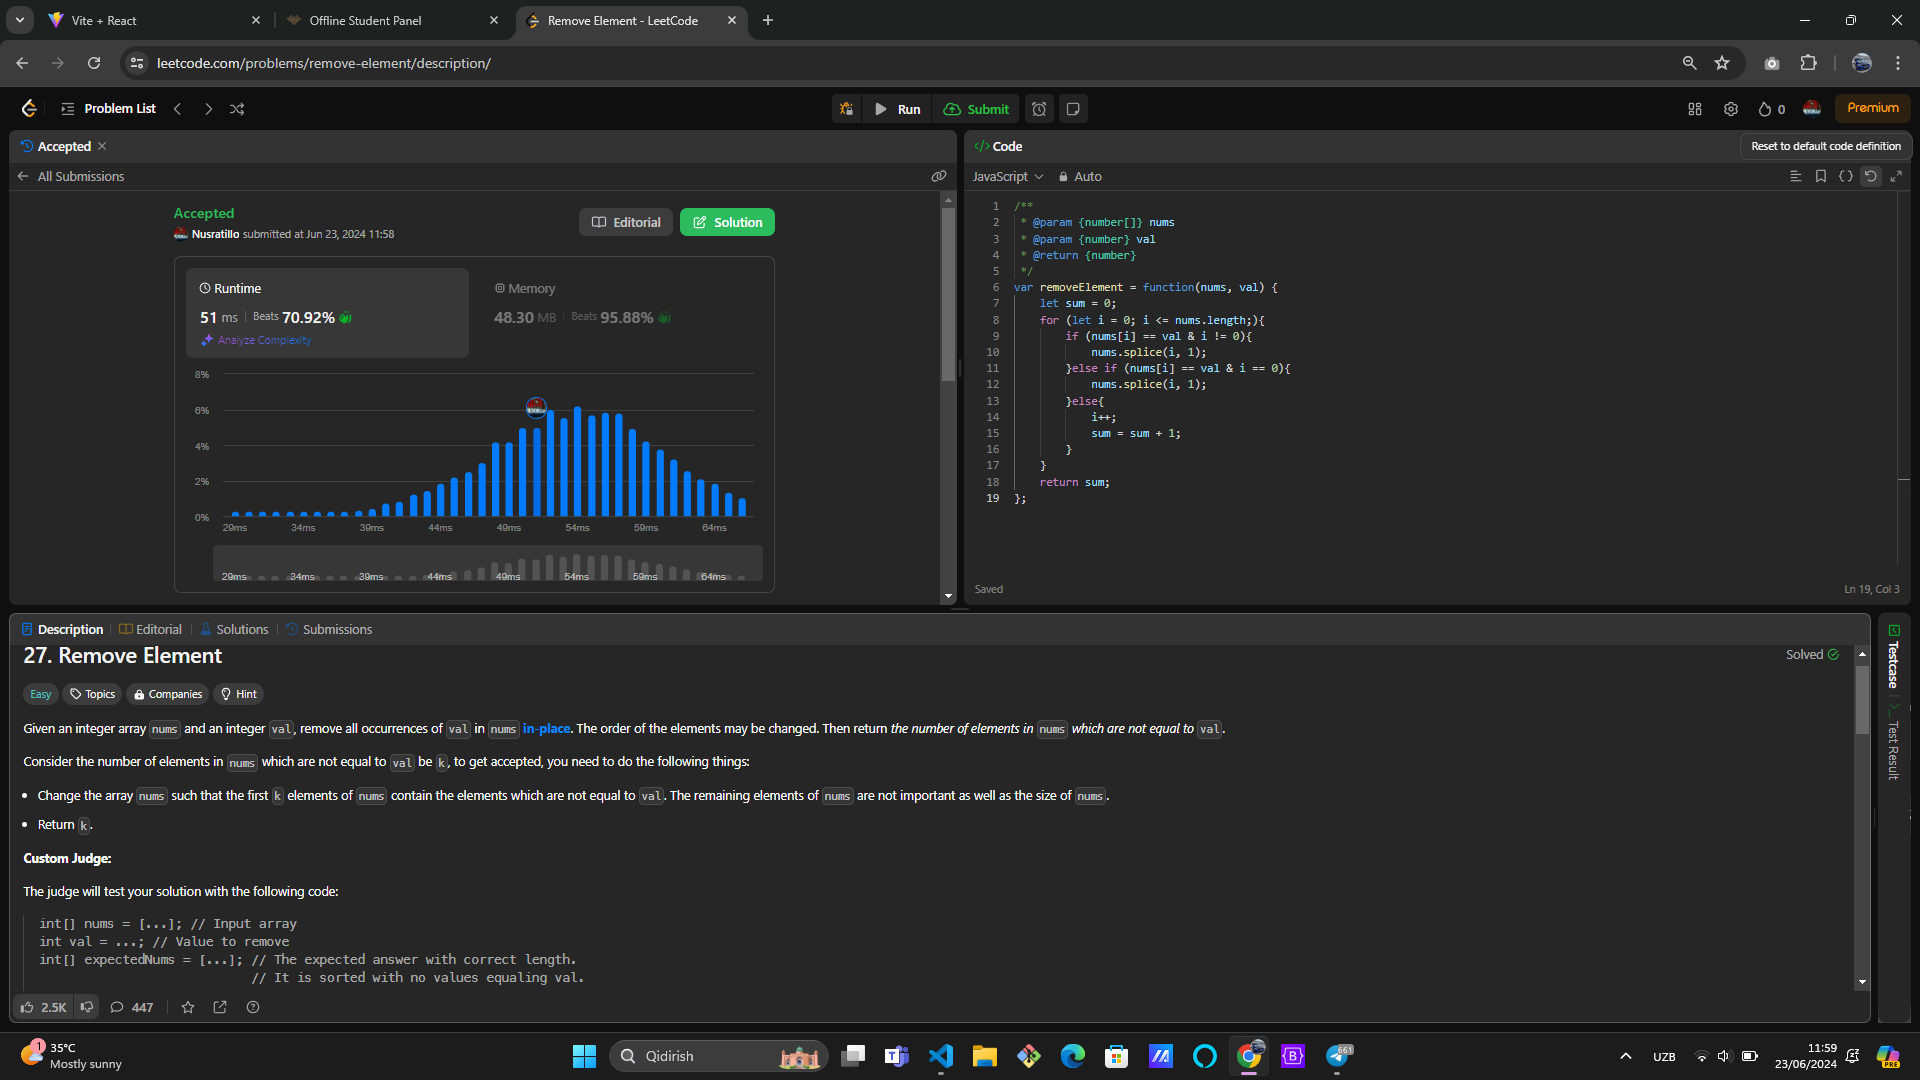 Vite + React
Offline Student Panel
Remove Element - LeetCode
leetcode.com/problems/remove-element/description/
Problem List
Run
Submit
0
Premium
Accepted
All Submissions
Accepted
Nusratillo submitted at Jun 23, 2024 11:58
Editorial
Solution
Runtime
51 ms | Beats 70.92%
Analyze Complexity
Memory
48.30 MB | Beats 95.88%
8%
6%
4%
2%
0%
29ms 34ms 39ms 44ms 49ms 54ms 59ms 64ms
29ms 34ms 39ms 44ms 49ms 54ms 59ms 64ms
</> Code
Reset to default code definition
JavaScript
Auto
1 /**
2 * @param {number[]} nums
3 * @param {number} val
4 * @return {number}
5 */
6 var removeElement = function(nums, val) {
7 let sum = 0;
8 for (let i = 0; i <= nums.length;){
9 if (nums[i] == val & i != 0){
10 nums.splice(i, 1);
11 }else if (nums[i] == val & i == 0){
12 nums.splice(i, 1);
13 }else{
14 i++;
15 sum = sum + 1;
16 }
17 }
18 return sum;
19 };
Saved
Ln 19, Col 3
Description | Editorial | Solutions | Submissions
27. Remove Element
Solved
Easy
Topics
Companies
Hint
Given an integer array nums and an integer val, remove all occurrences of val in nums in-place. The order of the elements may be changed. Then return the number of elements in nums which are not equal to val.
Consider the number of elements in nums which are not equal to val be k, to get accepted, you need to do the following things:
• Change the array nums such that the first k elements of nums contain the elements which are not equal to val. The remaining elements of nums are not important as well as the size of nums.
• Return k.
Custom Judge:
The judge will test your solution with the following code:
int[] nums = [...]; // Input array
int val = ...; // Value to remove
int[] expectedNums = [...]; // The expected answer with correct length.
// It is sorted with no values equaling val.
2.5K
447
Testcase
Test Result
1
35°C
Mostly sunny
Qidirish
661
UZB
11:59
23/06/2024
PRE